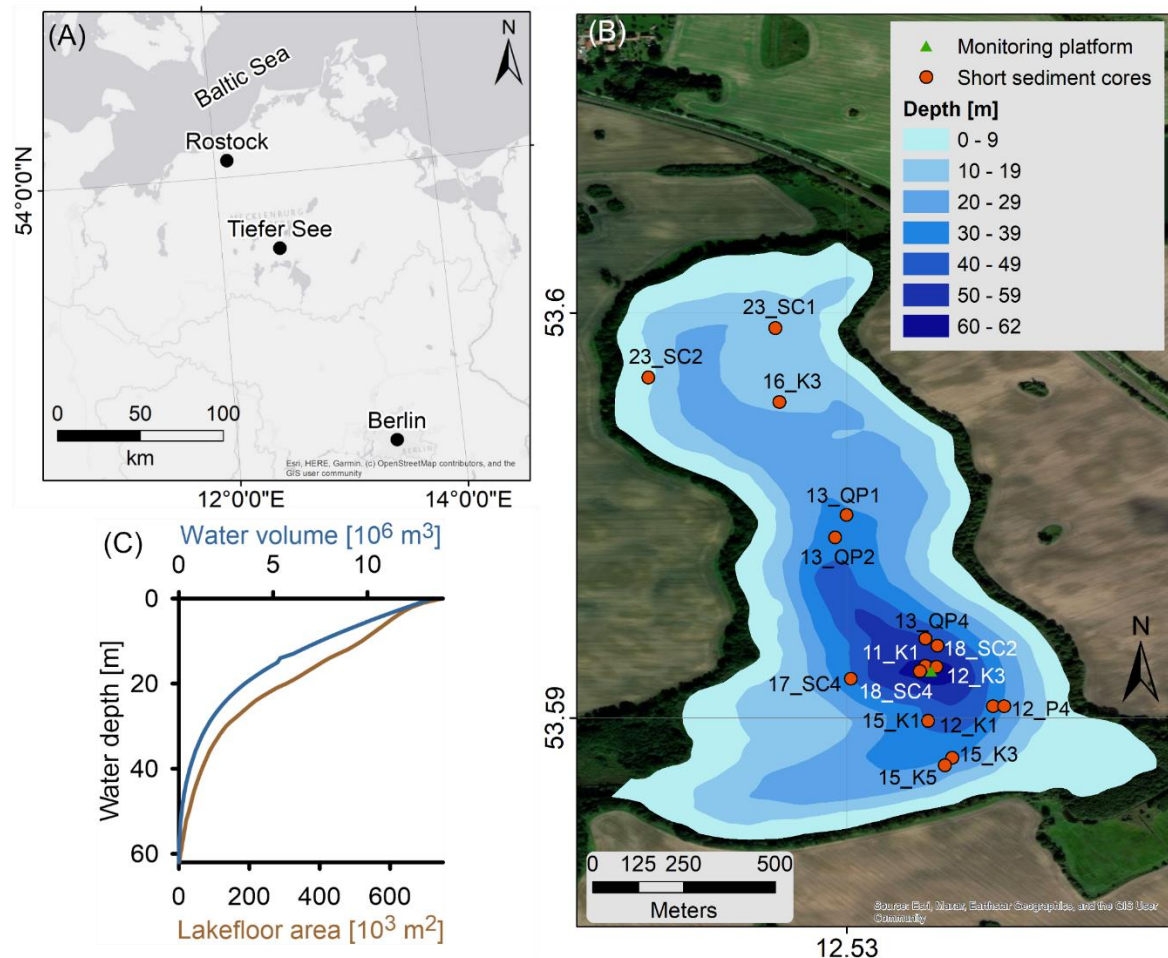 (A)
N
Baltic Sea
Rostock
54°0'0"N
MECKLENBURG
Tiefer See
0 50 100
km
Berlin
BERLIN
Esri, HERE, Garmin, (c) OpenStreetMap contributors, and the
GIS user community
12°0'0"E 14°0'0"E
(B)
Monitoring platform
Short sediment cores
Depth [m]
0 - 9
10 - 19
20 - 29
30 - 39
40 - 49
50 - 59
60 - 62
53.6
23_SC1
23_SC2
16_K3
13_QP1
13_QP2
13_QP4
11_K1
18_SC2
17_SC4
12_K3
18_SC4
12_P4
53.59
15_K1
12_K1
15_K3
15_K5
N
0 125 250 500
Meters
Source: Esri, Maxar, Earthstar Geographics, and the GIS User
Community
12.53
(C)
Water volume [10⁶ m³]
0 5 10
Water depth [m]
0
20
40
60
0 200 400 600
Lakefloor area [10³ m²]